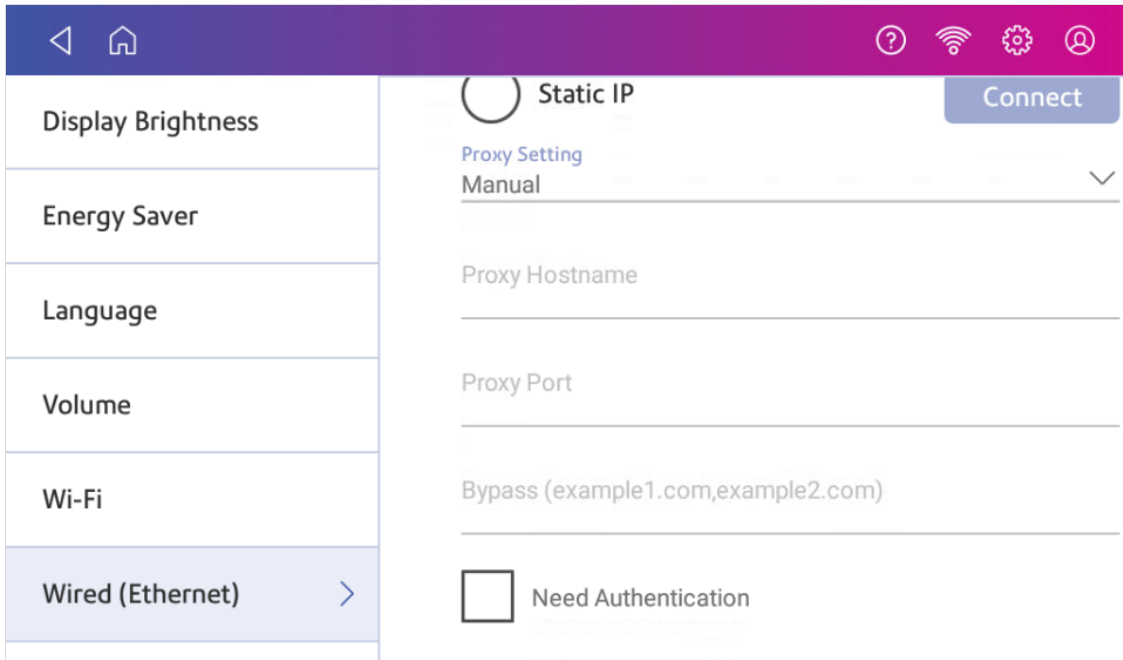 Display Brightness
Energy Saver
Language
Volume
Wi-Fi
Wired (Ethernet)
Static IP
Connect
Proxy Setting
Manual
Proxy Hostname
Proxy Port
Bypass (example1.com,example2.com)
Need Authentication